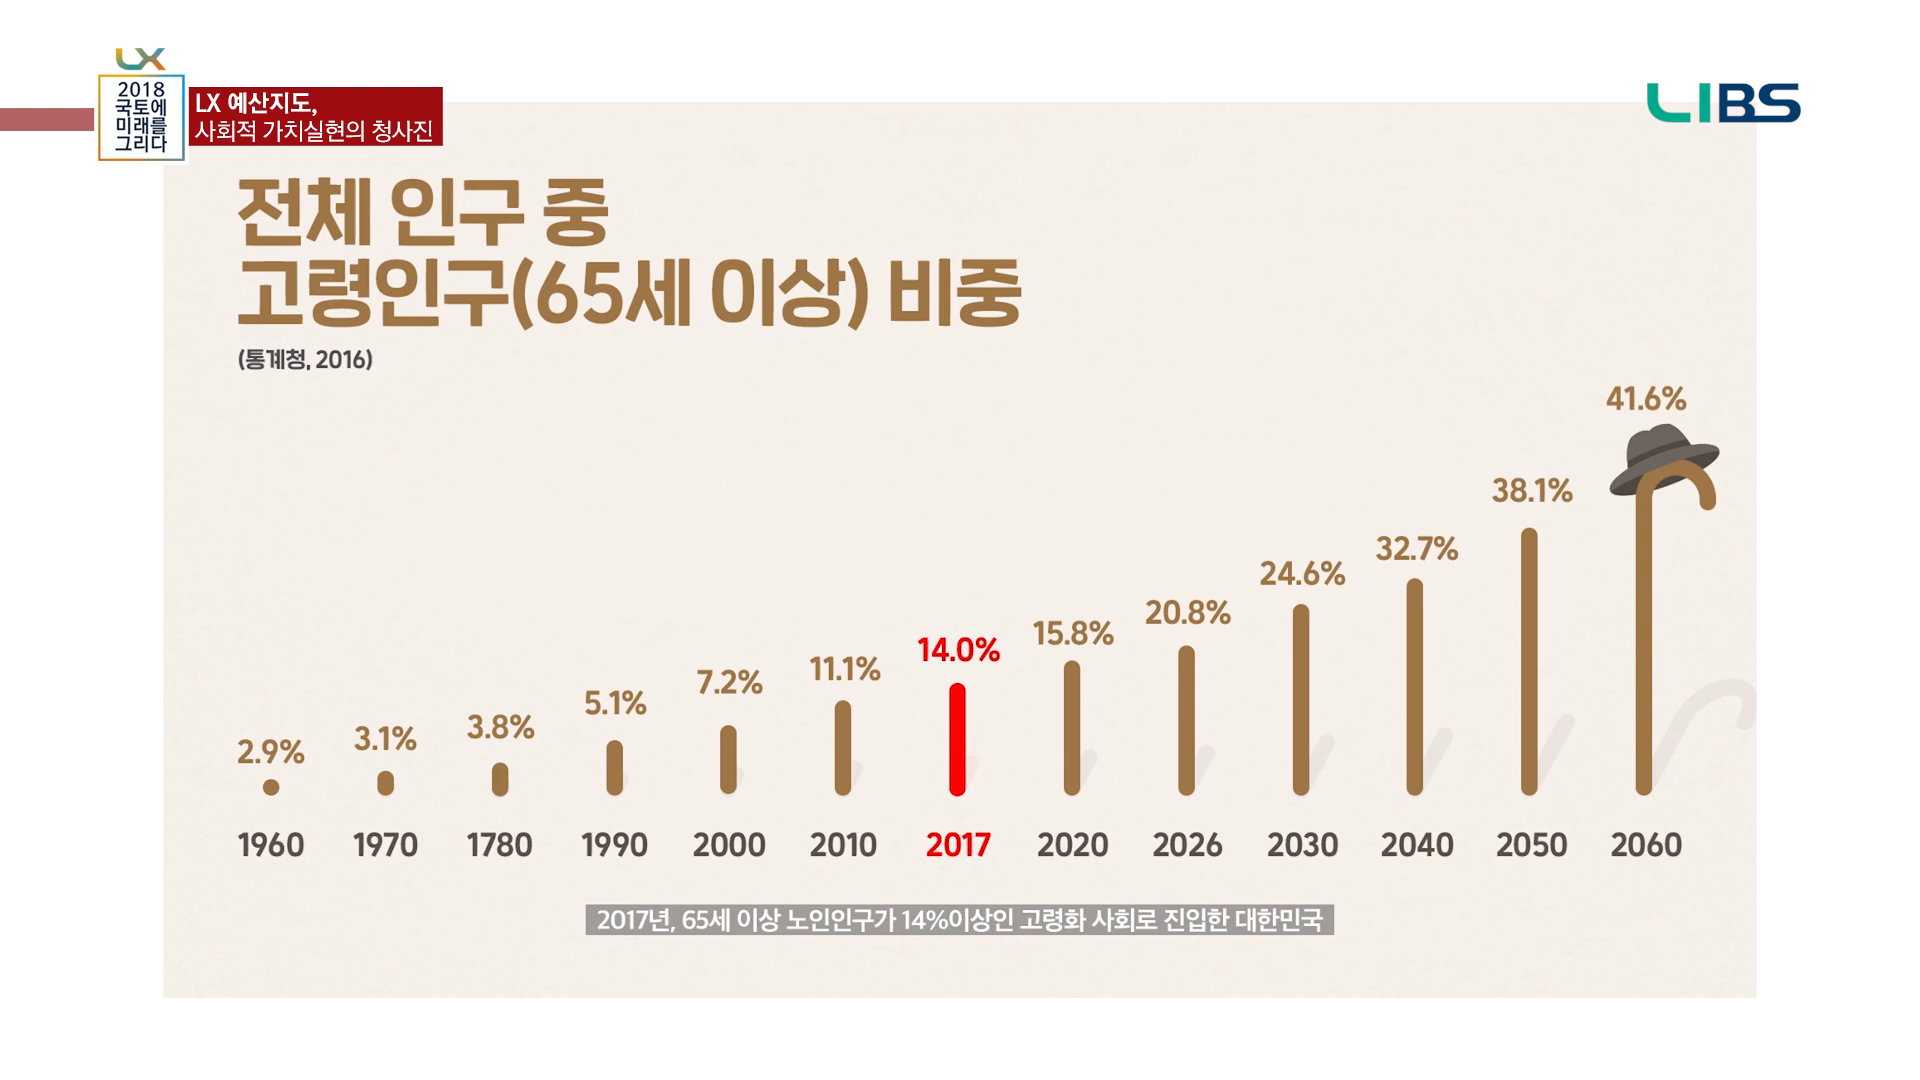 LX
2018
국토에
미래를
그리다
LX 예산지도,
사회적 가치실현의 청사진
LIBS
전체 인구 중
고령인구(65세 이상) 비중
(통계청, 2016)
2.9% 3.1% 3.8% 5.1% 7.2% 11.1% 14.0% 15.8% 20.8% 24.6% 32.7% 38.1% 41.6%
1960 1970 1780 1990 2000 2010 2017 2020 2026 2030 2040 2050 2060
2017년, 65세 이상 노인인구가 14%이상인 고령화 사회로 진입한 대한민국